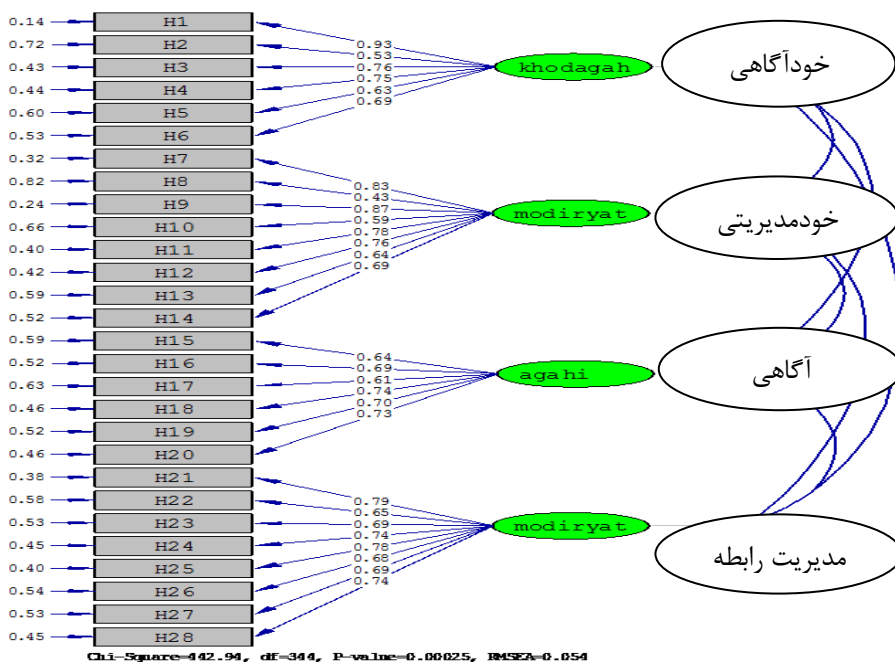 0.14 H1
0.72 H2
0.43 H3
0.44 H4
0.60 H5
0.53 H6
0.32 H7
0.82 H8
0.24 H9
0.66 H10
0.40 H11
0.42 H12
0.59 H13
0.52 H14
0.59 H15
0.52 H16
0.63 H17
0.46 H18
0.52 H19
0.46 H20
0.38 H21
0.58 H22
0.53 H23
0.45 H24
0.40 H25
0.54 H26
0.53 H27
0.45 H28
0.93
0.53
0.76
0.75
0.63
0.69
khodagah
خودآگاهی
0.83
0.43
0.87
0.59
0.78
0.76
0.64
0.69
modiryat
خودمدیریتی
0.64
0.69
0.61
0.74
0.70
0.73
agahi
آگاهی
0.79
0.65
0.69
0.74
0.78
0.68
0.69
0.74
modiryat
مدیریت رابطه
Chi-Square=442.94, df=344, P-value=0.00025, RMSEA=0.054